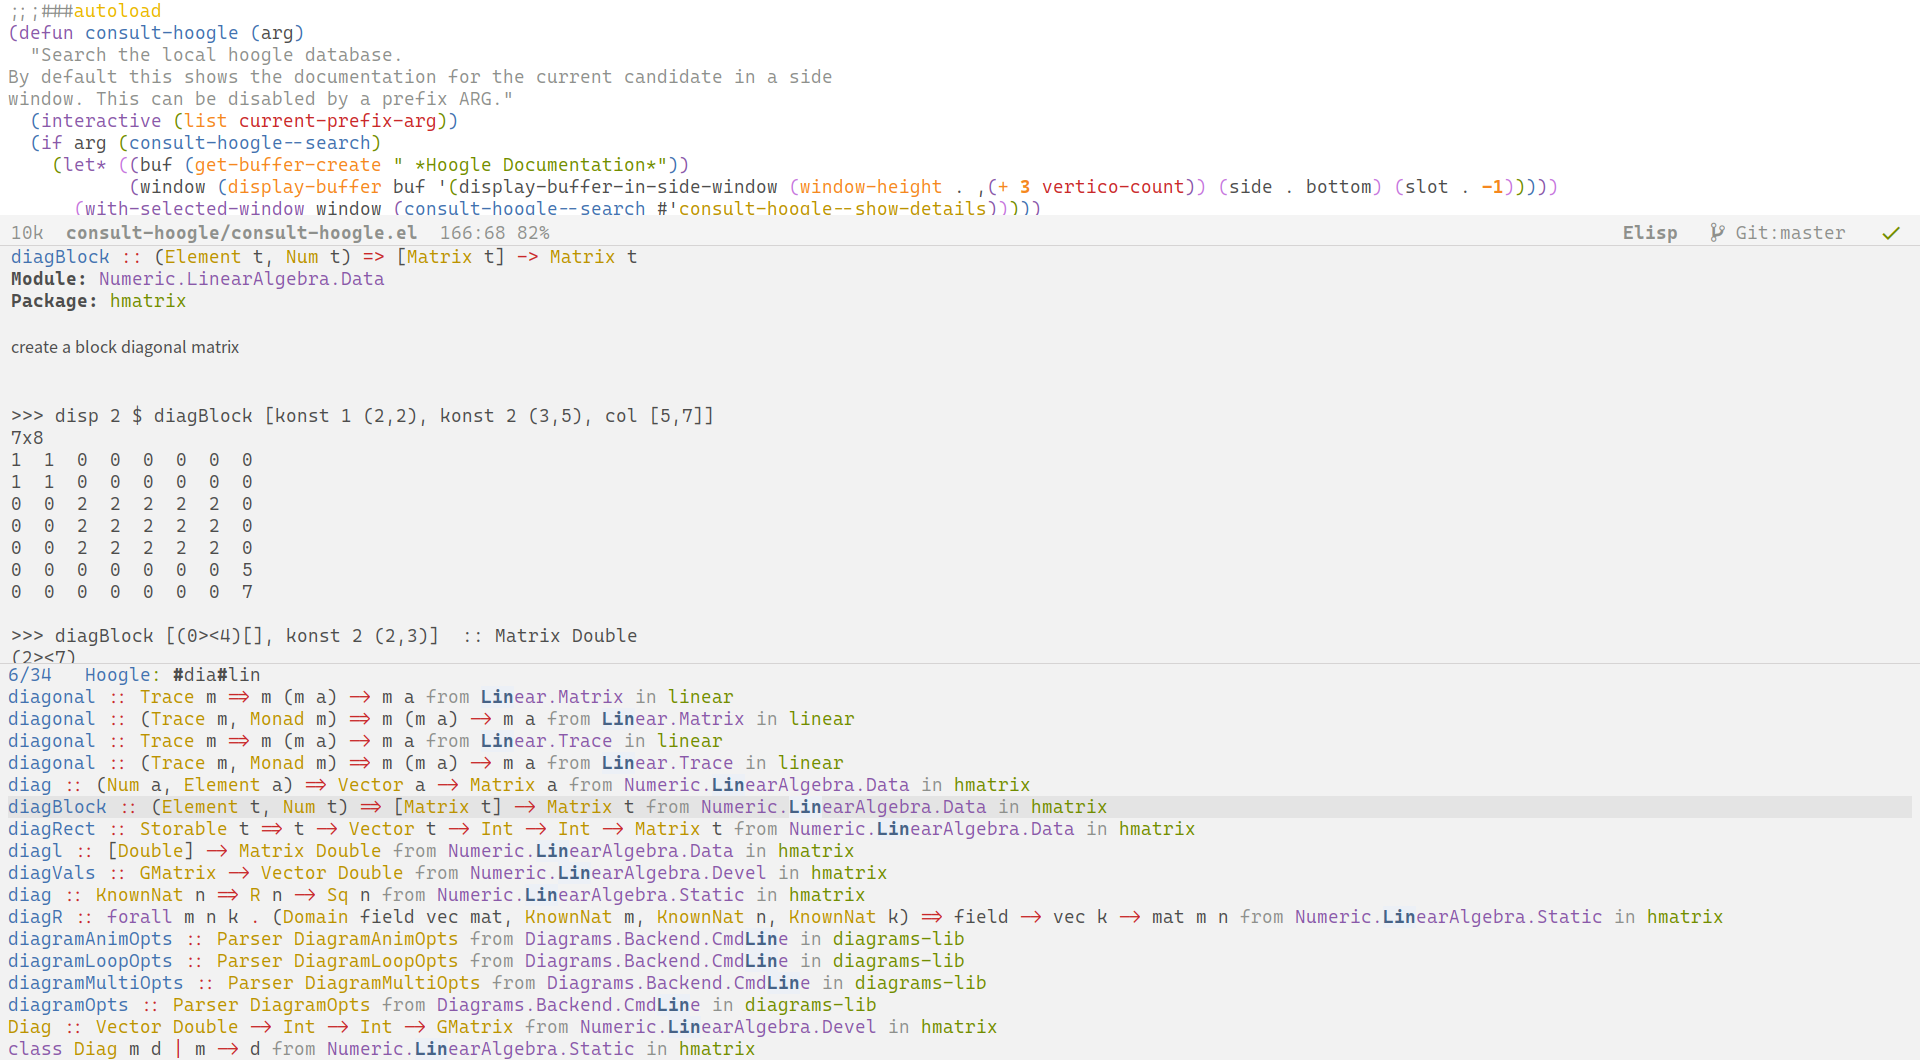 ;;;###autoload
(defun consult-hoogle (arg)
  "Search the local hoogle database.
By default this shows the documentation for the current candidate in a side
window. This can be disabled by a prefix ARG."
  (interactive (list current-prefix-arg))
  (if arg (consult-hoogle--search)
    (let* ((buf (get-buffer-create " *Hoogle Documentation*"))
           (window (display-buffer buf '(display-buffer-in-side-window (window-height . ,(+ 3 vertico-count)) (side . bottom) (slot . -1)))))
      (with-selected-window window (consult-hoogle--search #'consult-hoogle--show-details)))))
10k  consult-hoogle/consult-hoogle.el  166:68 82%  Elisp  Git:master
diagBlock :: (Element t, Num t) => [Matrix t] -> Matrix t
Module: Numeric.LinearAlgebra.Data
Package: hmatrix
create a block diagonal matrix
>>> disp 2 $ diagBlock [konst 1 (2,2), konst 2 (3,5), col [5,7]]
7x8
1  1  0  0  0  0  0  0
1  1  0  0  0  0  0  0
0  0  2  2  2  2  2  0
0  0  2  2  2  2  2  0
0  0  2  2  2  2  2  0
0  0  0  0  0  0  0  5
0  0  0  0  0  0  0  7
>>> diagBlock [(0><4)[], konst 2 (2,3)]  :: Matrix Double
(2><7)
6/34   Hoogle: #dia#lin
diagonal :: Trace m => m (m a) -> m a from Linear.Matrix in linear
diagonal :: (Trace m, Monad m) => m (m a) -> m a from Linear.Matrix in linear
diagonal :: Trace m => m (m a) -> m a from Linear.Trace in linear
diagonal :: (Trace m, Monad m) => m (m a) -> m a from Linear.Trace in linear
diag :: (Num a, Element a) => Vector a -> Matrix a from Numeric.LinearAlgebra.Data in hmatrix
diagBlock :: (Element t, Num t) => [Matrix t] -> Matrix t from Numeric.LinearAlgebra.Data in hmatrix
diagRect :: Storable t => t -> Vector t -> Int -> Int -> Matrix t from Numeric.LinearAlgebra.Data in hmatrix
diagl :: [Double] -> Matrix Double from Numeric.LinearAlgebra.Data in hmatrix
diagVals :: GMatrix -> Vector Double from Numeric.LinearAlgebra.Devel in hmatrix
diag :: KnownNat n => R n -> Sq n from Numeric.LinearAlgebra.Static in hmatrix
diagR :: forall m n k . (Domain field vec mat, KnownNat m, KnownNat n, KnownNat k) => field -> vec k -> mat m n from Numeric.LinearAlgebra.Static in hmatrix
diagramAnimOpts :: Parser DiagramAnimOpts from Diagrams.Backend.CmdLine in diagrams-lib
diagramLoopOpts :: Parser DiagramLoopOpts from Diagrams.Backend.CmdLine in diagrams-lib
diagramMultiOpts :: Parser DiagramMultiOpts from Diagrams.Backend.CmdLine in diagrams-lib
diagramOpts :: Parser DiagramOpts from Diagrams.Backend.CmdLine in diagrams-lib
Diag :: Vector Double -> Int -> Int -> GMatrix from Numeric.LinearAlgebra.Devel in hmatrix
class Diag m d | m -> d from Numeric.LinearAlgebra.Static in hmatrix